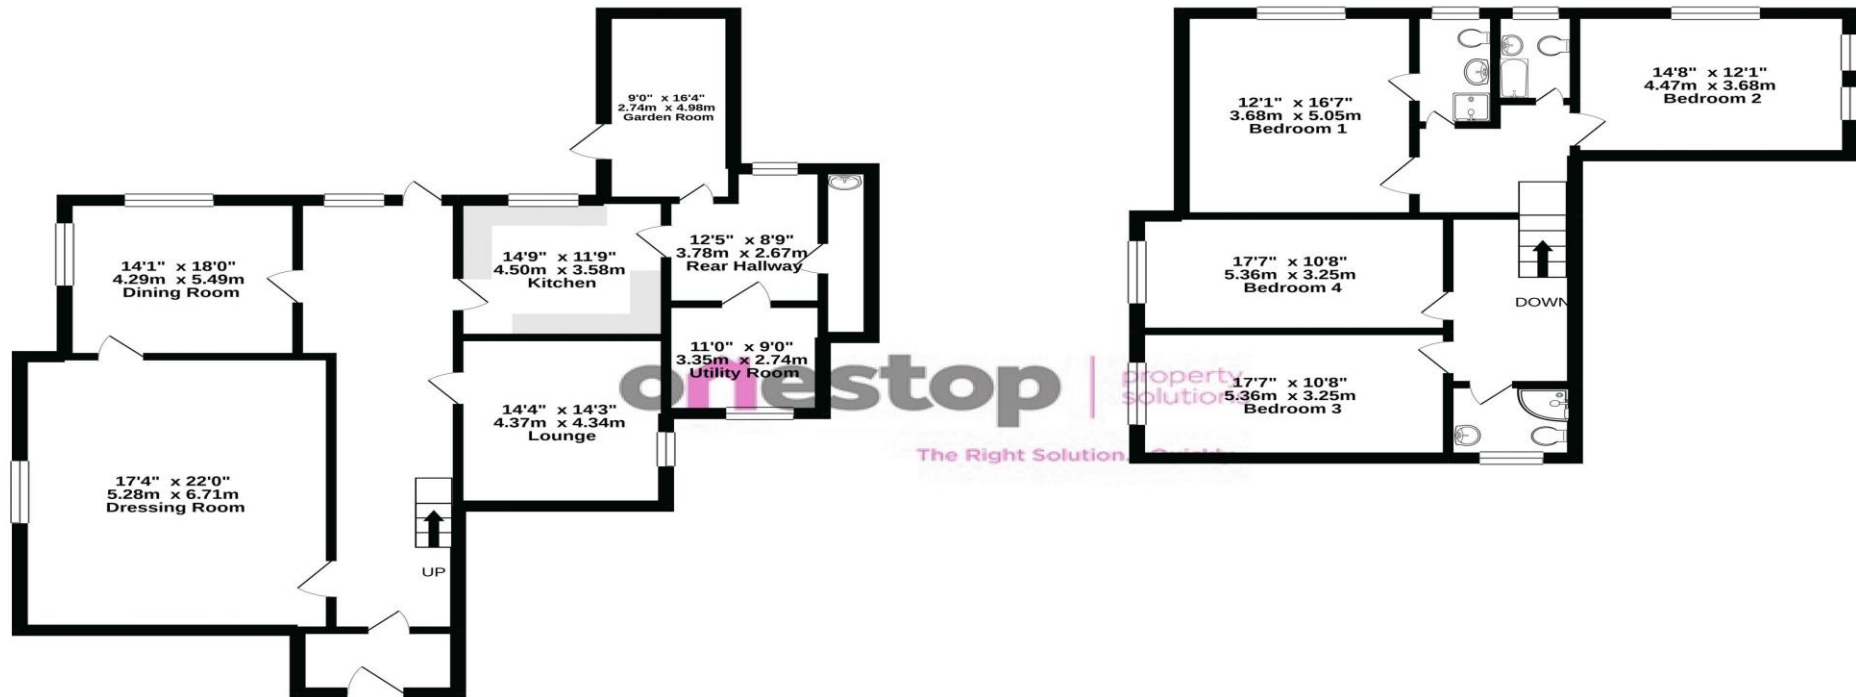 9'0" x 16'4"
2.74m x 4.98m
Garden Room
14'1" x 18'0"
4.29m x 5.49m
Dining Room
14'9" x 11'9"
4.50m x 3.58m
Kitchen
12'5" x 8'9"
3.78m x 2.67m
Rear Hallway
11'0" x 9'0"
3.35m x 2.74m
Utility Room
14'4" x 14'3"
4.37m x 4.34m
Lounge
17'4" x 22'0"
5.28m x 6.71m
Dressing Room
UP
onestop
property
solutions
The Right Solution. Quickly
12'1" x 16'7"
3.68m x 5.05m
Bedroom 1
14'8" x 12'1"
4.47m x 3.68m
Bedroom 2
17'7" x 10'8"
5.36m x 3.25m
Bedroom 4
DOWN
17'7" x 10'8"
5.36m x 3.25m
Bedroom 3